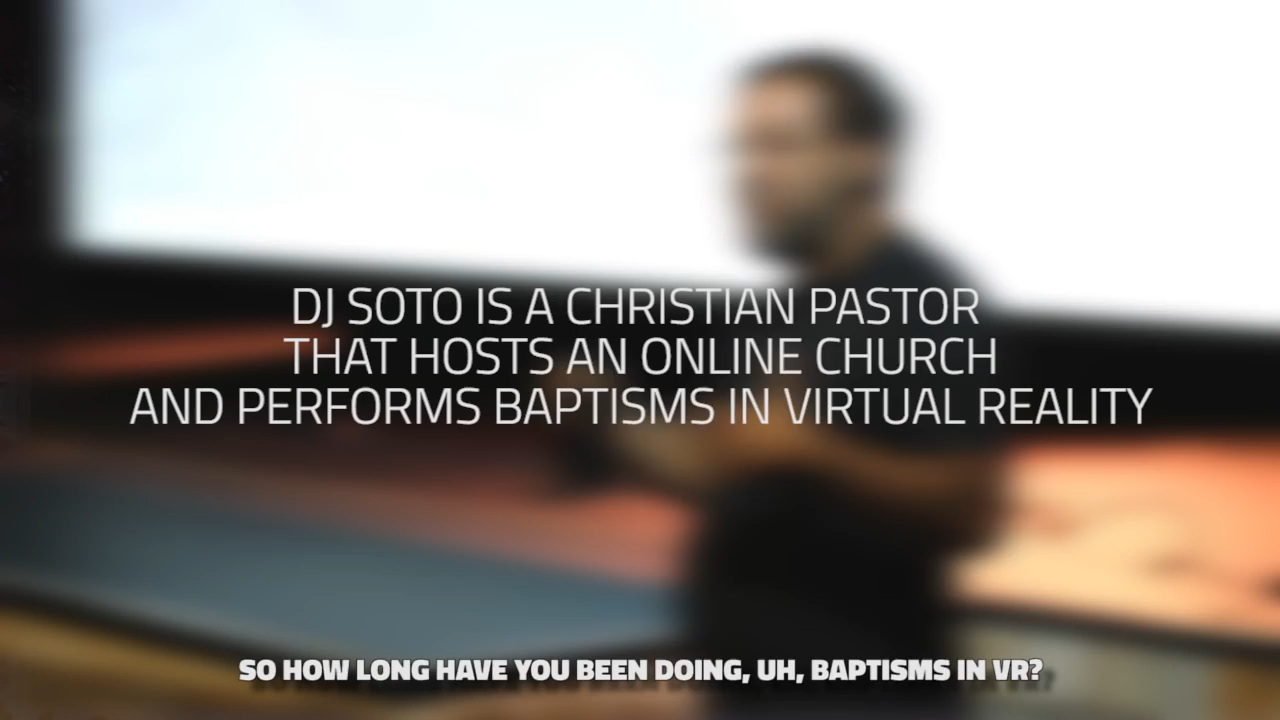 DJ SOTO IS A CHRISTIAN PASTOR
THAT HOSTS AN ONLINE CHURCH
AND PERFORMS BAPTISMS IN VIRTUAL REALITY
SO HOW LONG HAVE YOU BEEN DOING, UH, BAPTISMS IN VR?